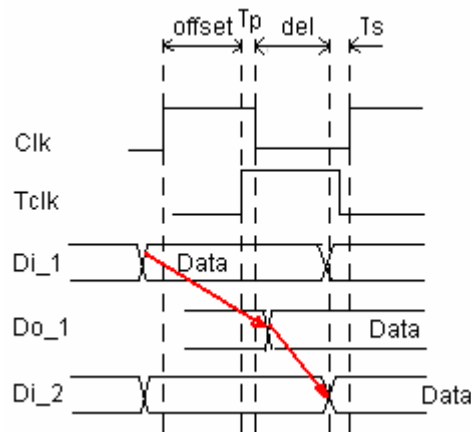 offset Tp del Ts
Clk
Tclk
Di_1 Data
Do_1 Data
Di_2 Data